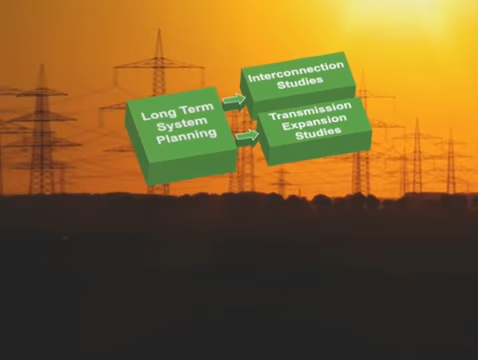 Long Term
System
Planning
Interconnection
Studies
Transmission
Expansion
Studies